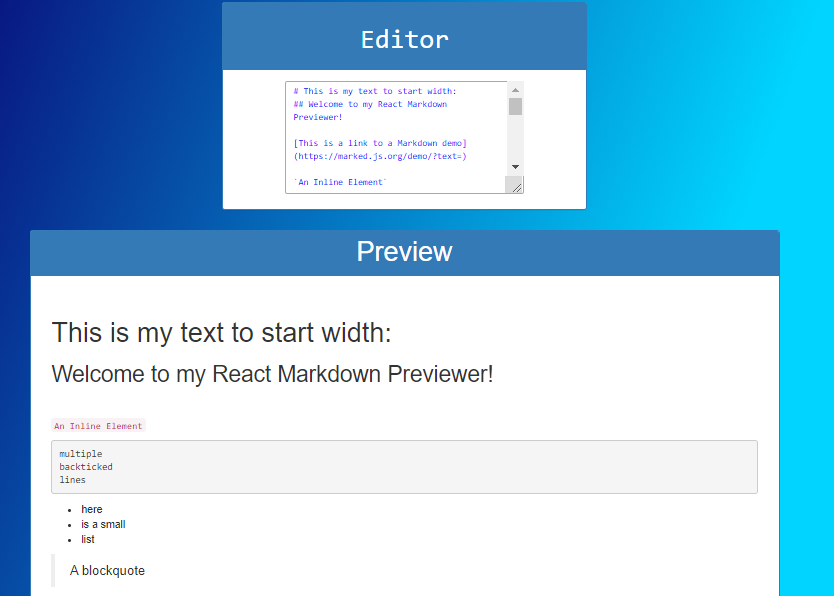 Editor
# This is my text to start width:
## Welcome to my React Markdown
Previewer!
[This is a link to a Markdown demo]
(https://marked.js.org/demo/?text=)
`An Inline Element`
Preview
This is my text to start width:
Welcome to my React Markdown Previewer!
An Inline Element
multiple
backticked
lines
here
is a small
list
A blockquote